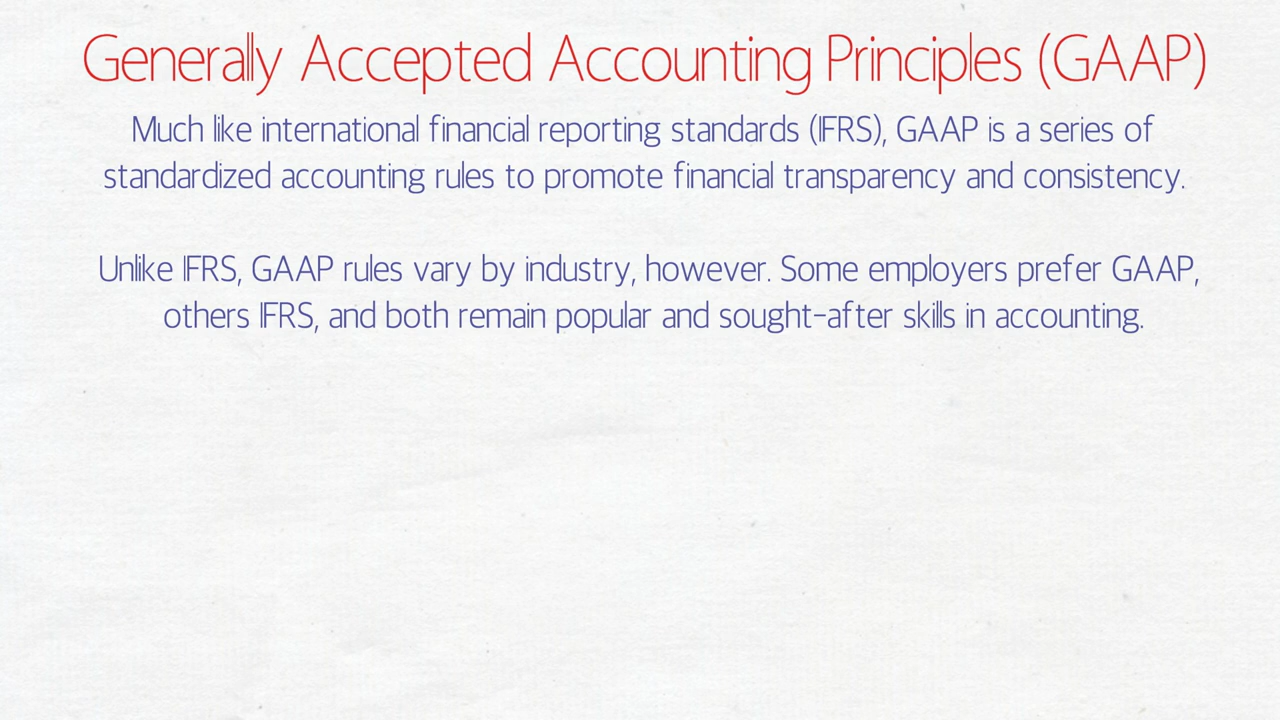 Generally Accepted Accounting Principles (GAAP)
Much like international financial reporting standards (IFRS), GAAP is a series of
standardized accounting rules to promote financial transparency and consistency.
Unlike IFRS, GAAP rules vary by industry, however. Some employers prefer GAAP,
others IFRS, and both remain popular and sought-after skills in accounting.